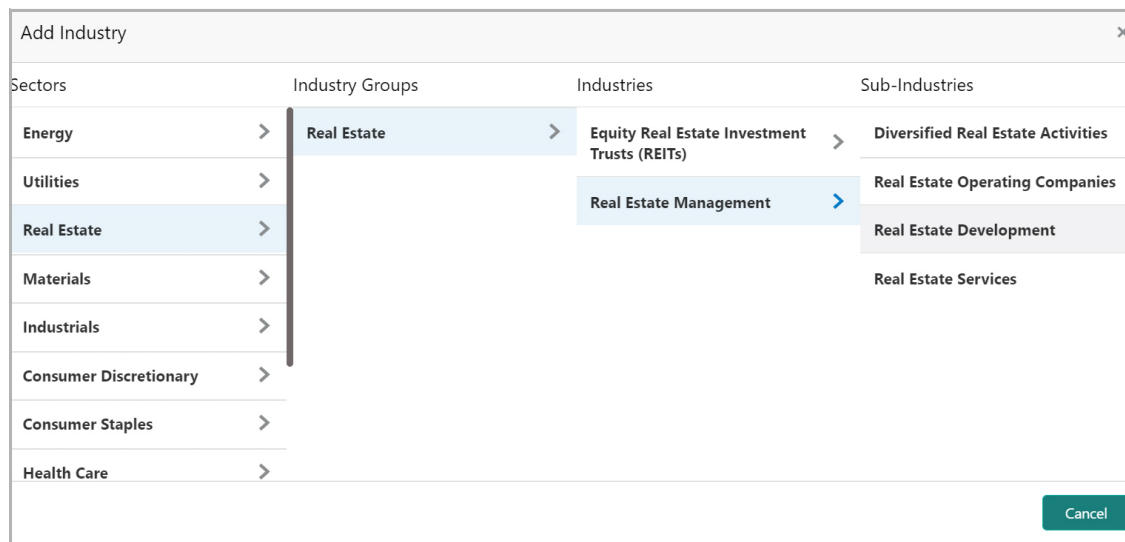 Add Industry
Sectors
Industry Groups
Industries
Sub-Industries
Energy
Real Estate
Equity Real Estate Investment
Trusts (REITs)
Diversified Real Estate Activities
Utilities
Real Estate Management
Real Estate Operating Companies
Real Estate
Real Estate Development
Materials
Real Estate Services
Industrials
Consumer Discretionary
Consumer Staples
Health Care
Cancel